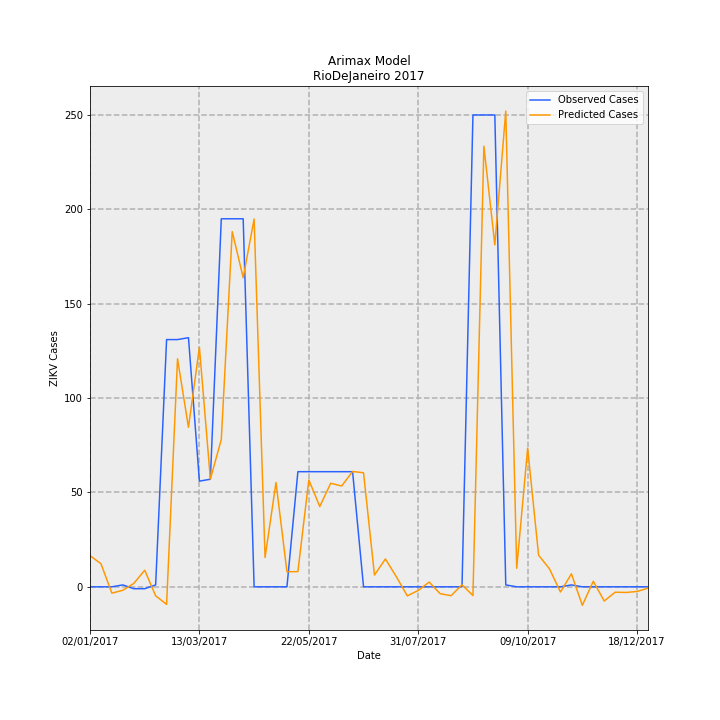 Arimax Model
RioDeJaneiro 2017
Observed Cases
Predicted Cases
250
200
150
100
50
0
ZIKV Cases
02/01/2017 13/03/2017 22/05/2017 31/07/2017 09/10/2017 18/12/2017
Date